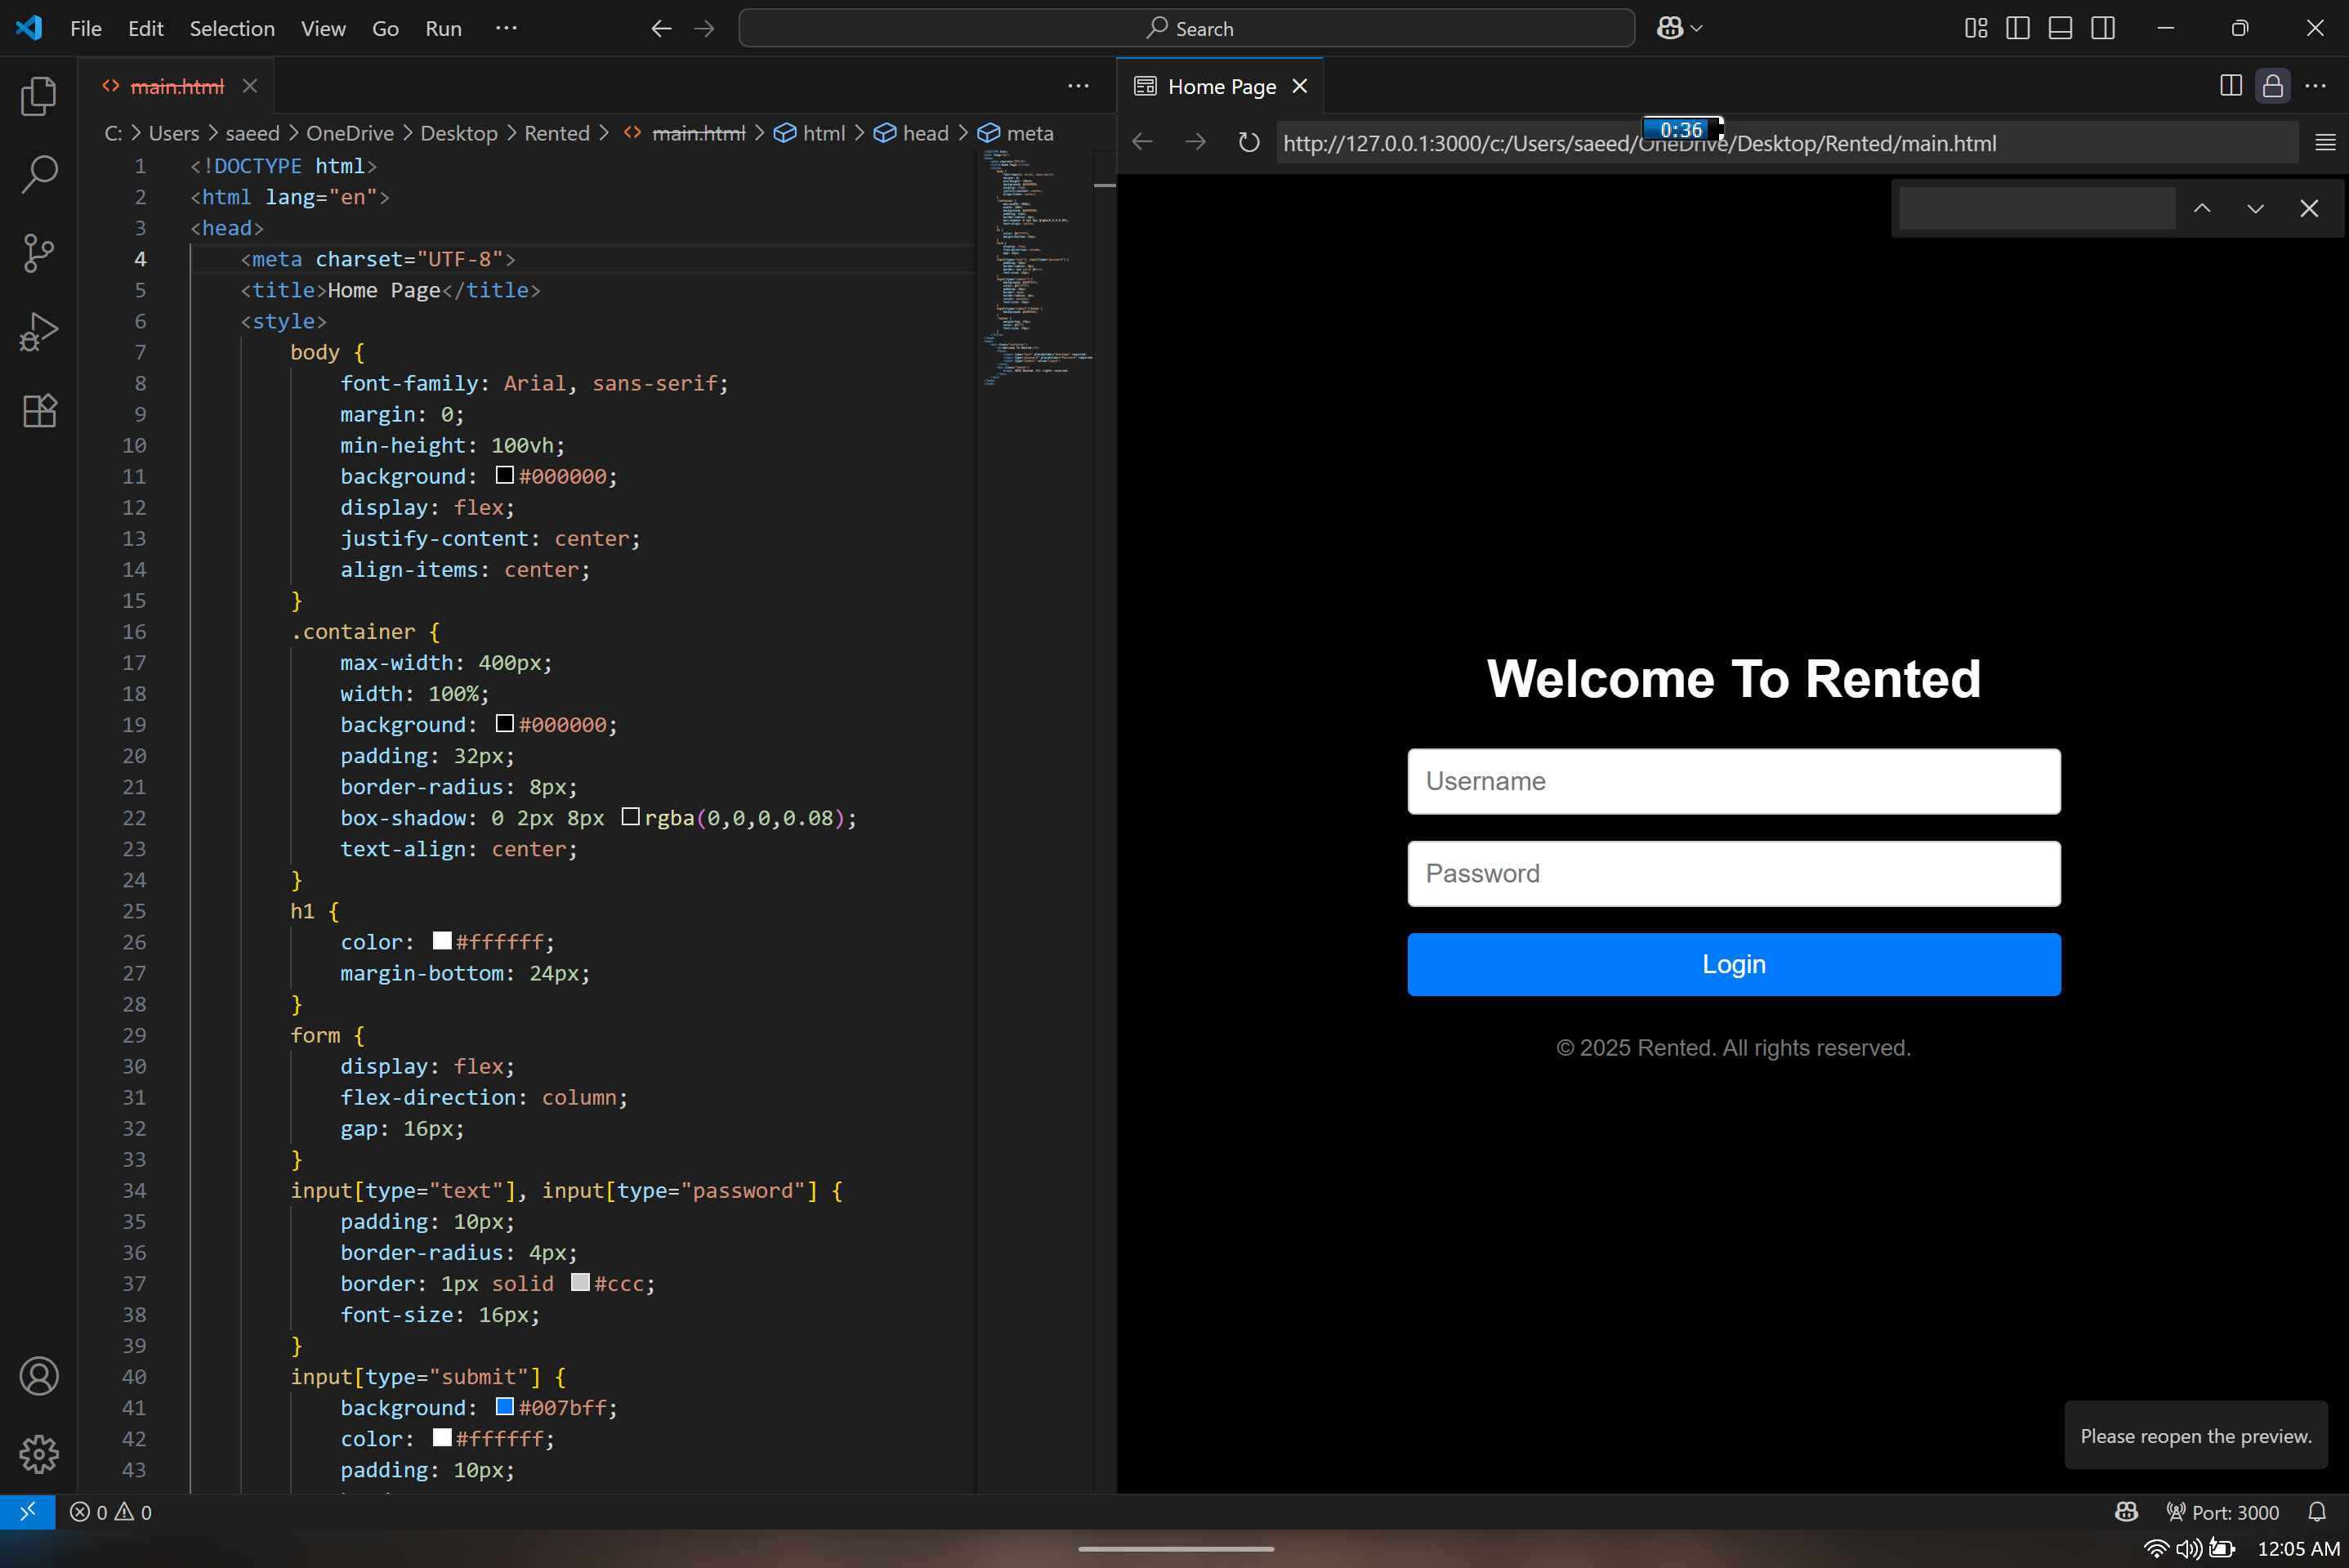 File Edit Selection View Go Run ···
Search
main.html
Home Page
C: > Users > saeed > OneDrive > Desktop > Rented > main.html > html > head > meta
0:36
http://127.0.0.1:3000/c:/Users/saeed/OneDrive/Desktop/Rented/main.html
1 <!DOCTYPE html>
2 <html lang="en">
3 <head>
4 <meta charset="UTF-8">
5 <title>Home Page</title>
6 <style>
7 body {
8 font-family: Arial, sans-serif;
9 margin: 0;
10 min-height: 100vh;
11 background: #000000;
12 display: flex;
13 justify-content: center;
14 align-items: center;
15 }
16 .container {
17 max-width: 400px;
18 width: 100%;
19 background: #000000;
20 padding: 32px;
21 border-radius: 8px;
22 box-shadow: 0 2px 8px rgba(0,0,0,0.08);
23 text-align: center;
24 }
25 h1 {
26 color: #ffffff;
27 margin-bottom: 24px;
28 }
29 form {
30 display: flex;
31 flex-direction: column;
32 gap: 16px;
33 }
34 input[type="text"], input[type="password"] {
35 padding: 10px;
36 border-radius: 4px;
37 border: 1px solid #ccc;
38 font-size: 16px;
39 }
40 input[type="submit"] {
41 background: #007bff;
42 color: #ffffff;
43 padding: 10px;
Welcome To Rented
Username
Password
Login
© 2025 Rented. All rights reserved.
Please reopen the preview.
0 0
Port: 3000
12:05 AM